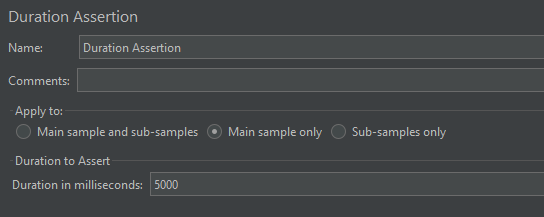 Duration Assertion
Name: Duration Assertion
Comments:
Apply to:
Main sample and sub-samples Main sample only Sub-samples only
Duration to Assert
Duration in milliseconds: 5000